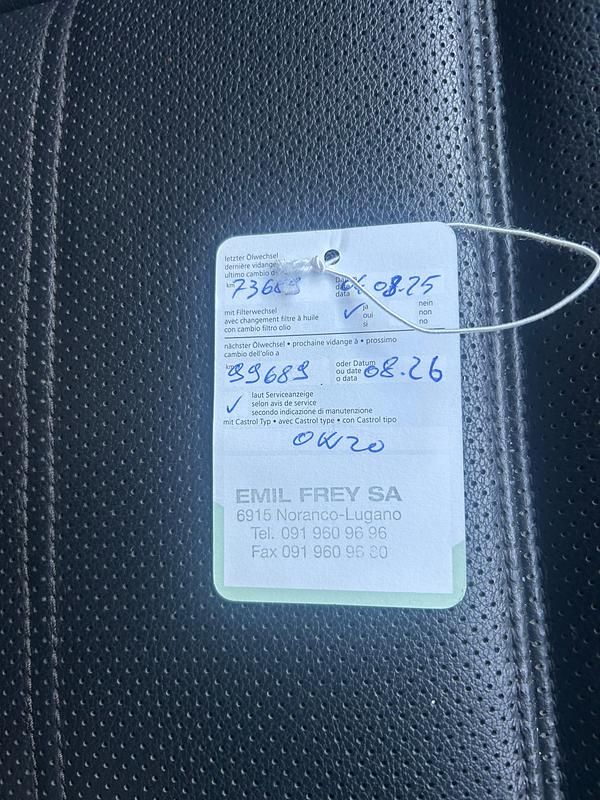 letzter Ölwechsel
dernière vidange
ultimo cambio
km
data
08.25
mit Filterwechsel
avec changement filtre à huile
con cambio filtro olio
✓ ja nein
oui non
si no
nächster Ölwechsel • prochaine vidange à • prossimo
cambio dell'olio a
99689
oder Datum
ou date
o data
08.26
✓
laut Serviceanzeige
selon avis de service
secondo indicazione di manutenzione
mit Castrol Typ • avec Castrol type • con Castrol tipo
0W20
EMIL FREY SA
6915 Noranco-Lugano
Tel. 091 960 96 96
Fax 091 960 96 80